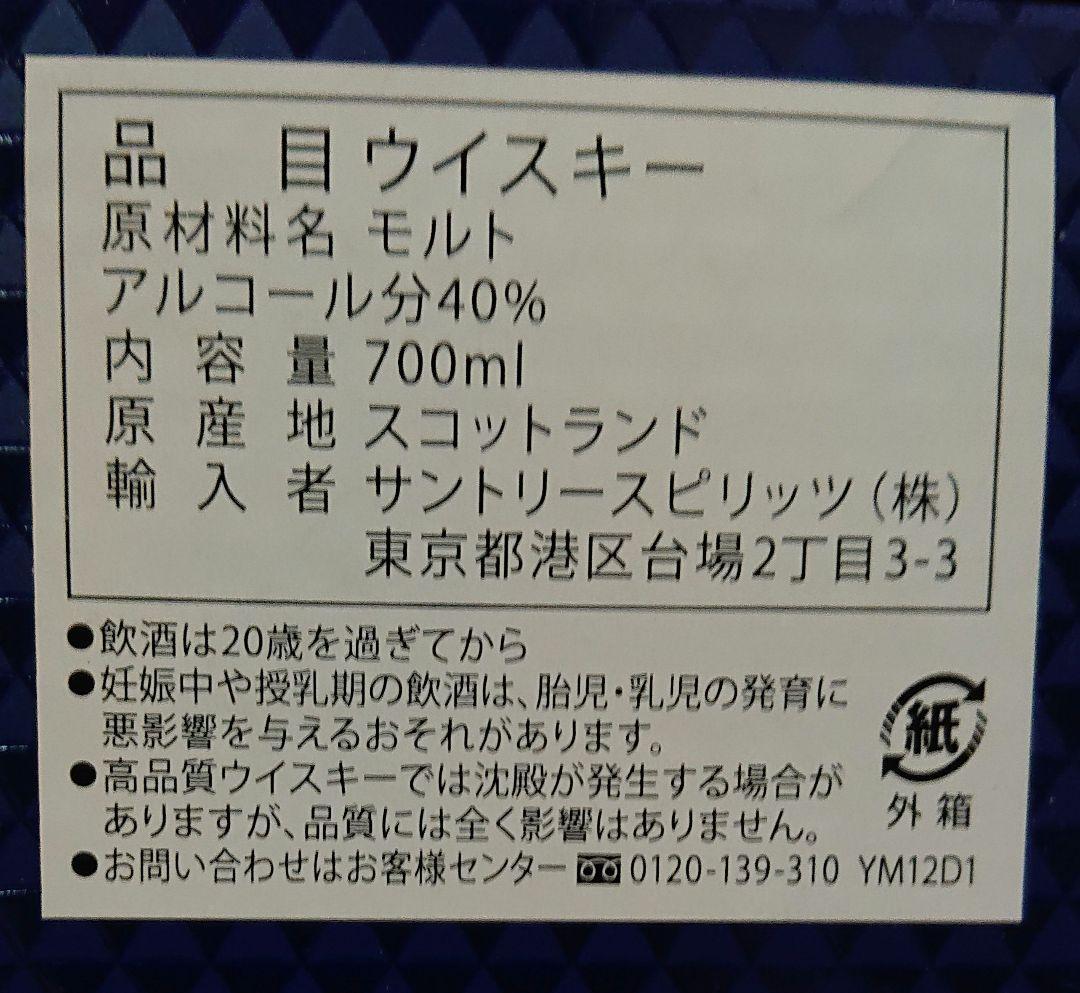 品目 ウイスキー
原材料名 モルト
アルコール分40%
内容量 700ml
原産地 スコットランド
輸入者 サントリースピリッツ(株)
東京都港区台場2丁目3-3
●飲酒は20歳を過ぎてから
●妊娠中や授乳期の飲酒は、胎児・乳児の発育に
悪影響を与えるおそれがあります。
●高品質ウイスキーでは沈殿が発生する場合が
ありますが、品質には全く影響はありません。
●お問い合わせはお客様センター 0120-139-310 YM12D1
紙
外箱